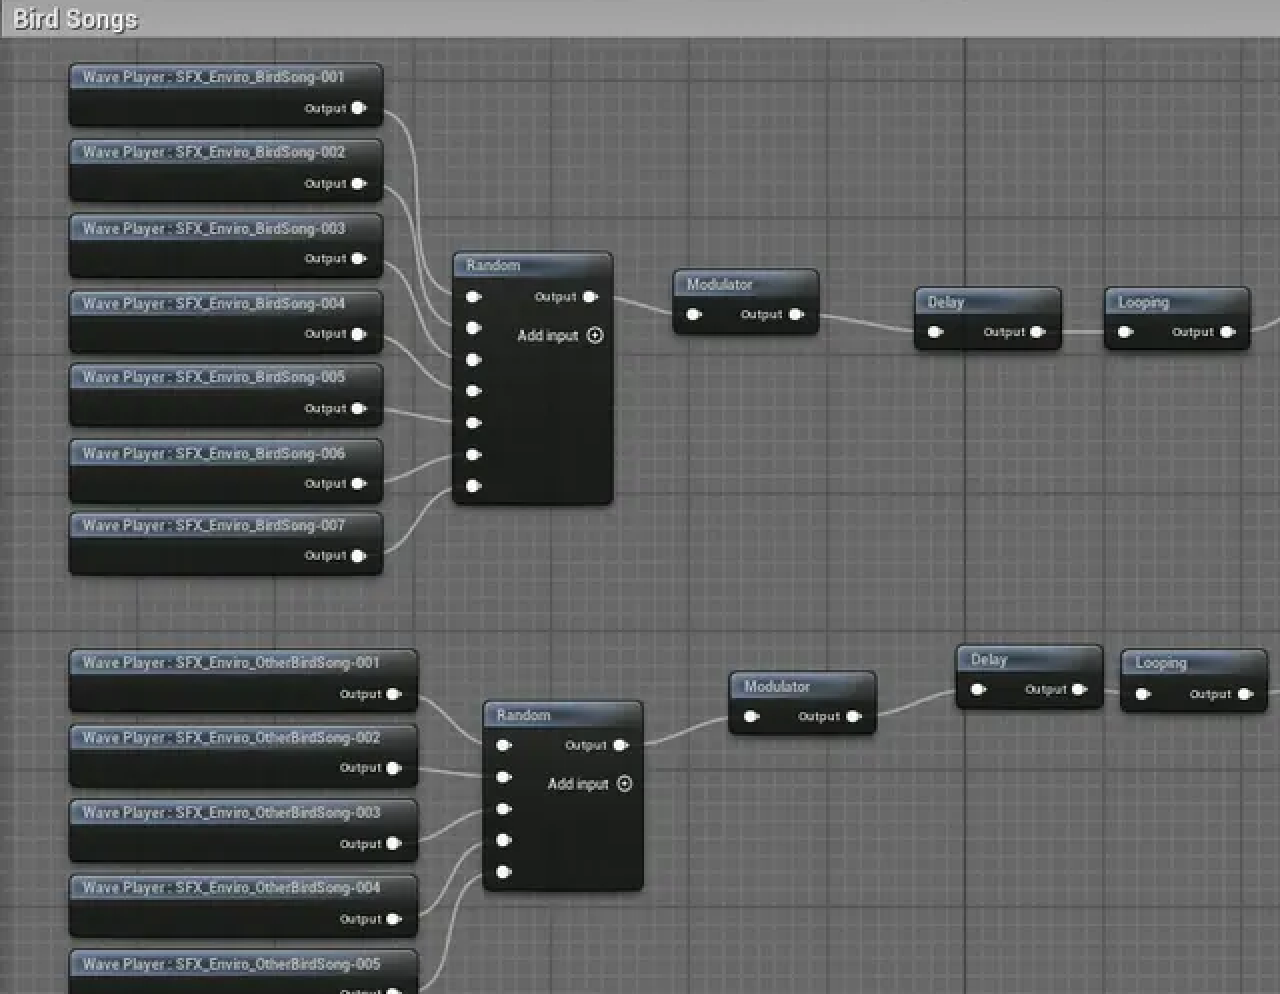 Bird Songs
Wave Player : SFX_Enviro_BirdSong-001
Output
Wave Player : SFX_Enviro_BirdSong-002
Output
Wave Player : SFX_Enviro_BirdSong-003
Output
Wave Player : SFX_Enviro_BirdSong-004
Output
Wave Player : SFX_Enviro_BirdSong-005
Output
Wave Player : SFX_Enviro_BirdSong-006
Output
Wave Player : SFX_Enviro_BirdSong-007
Output
Random
Output
Add input
Modulator
Output
Delay
Output
Looping
Output
Wave Player : SFX_Enviro_OtherBirdSong-001
Output
Wave Player : SFX_Enviro_OtherBirdSong-002
Output
Wave Player : SFX_Enviro_OtherBirdSong-003
Output
Wave Player : SFX_Enviro_OtherBirdSong-004
Output
Wave Player : SFX_Enviro_OtherBirdSong-005
Output
Random
Output
Add input
Modulator
Output
Delay
Output
Looping
Output